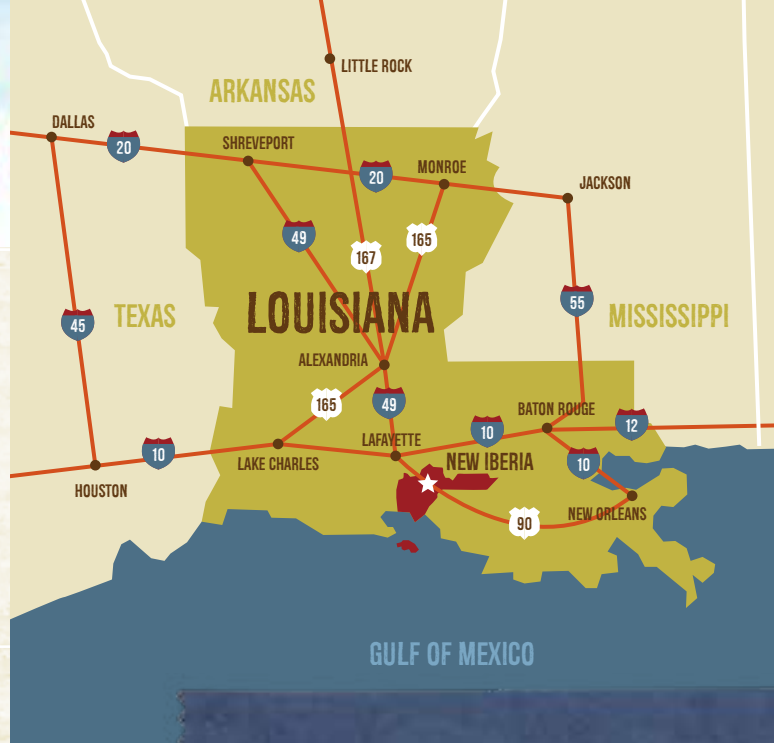 LITTLE ROCK
ARKANSAS
DALLAS
20
SHREVEPORT
20
MONROE
JACKSON
49
167
165
45
TEXAS
LOUISIANA
55
MISSISSIPPI
ALEXANDRIA
165
49
BATON ROUGE
10
12
LAFAYETTE
10
LAKE CHARLES
NEW IBERIA
10
HOUSTON
90
NEW ORLEANS
GULF OF MEXICO